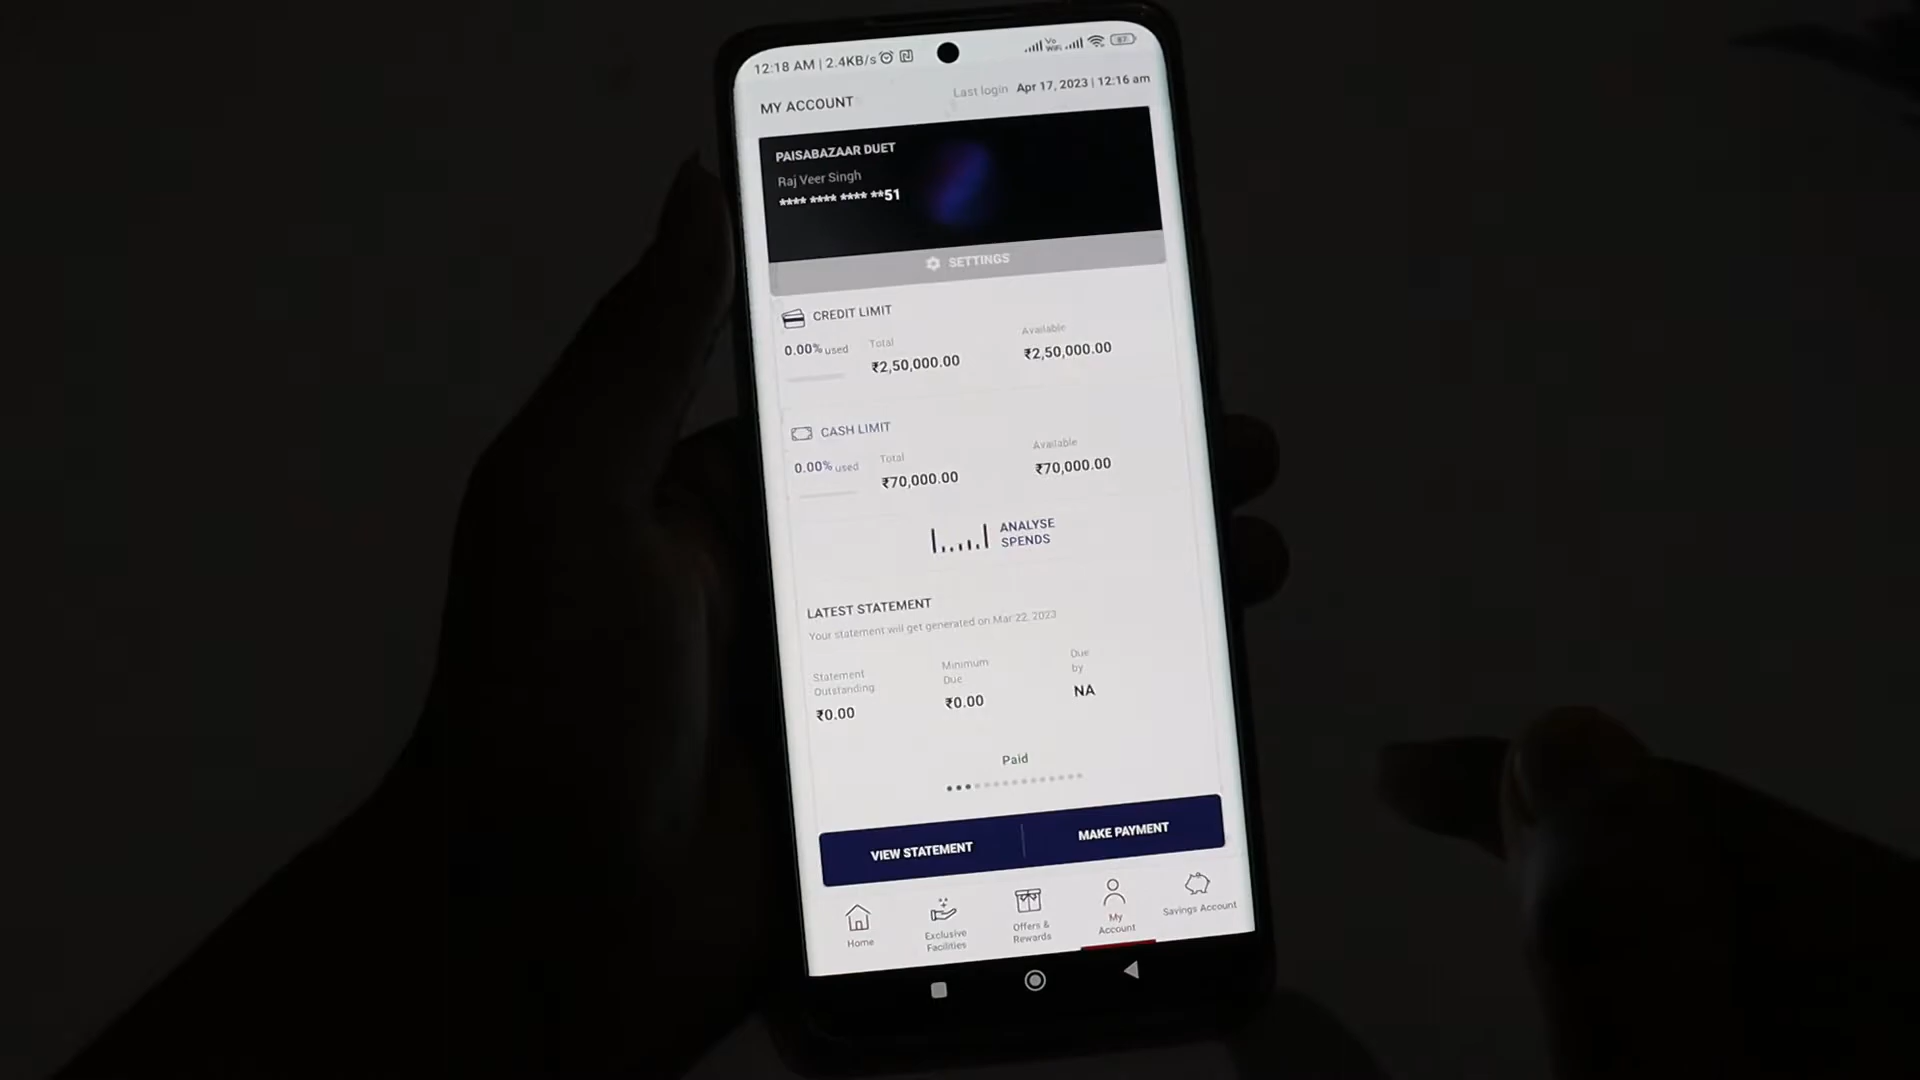 12:18 AM | 2.4KB/s
Vo WiFi
87
MY ACCOUNT
Last login Apr 17, 2023 | 12:16 am
PAISABAZAAR DUET
Raj Veer Singh
**** **** **** **51
SETTINGS
CREDIT LIMIT
0.00% used
Total
₹2,50,000.00
Available
₹2,50,000.00
CASH LIMIT
0.00% used
Total
₹70,000.00
Available
₹70,000.00
ANALYSE
SPENDS
LATEST STATEMENT
Your statement will get generated on Mar 22, 2023
Statement
Outstanding
₹0.00
Minimum
Due
₹0.00
Due
by
NA
Paid
VIEW STATEMENT
MAKE PAYMENT
Home
Exclusive
Facilities
Offers &
Rewards
My
Account
Savings Account